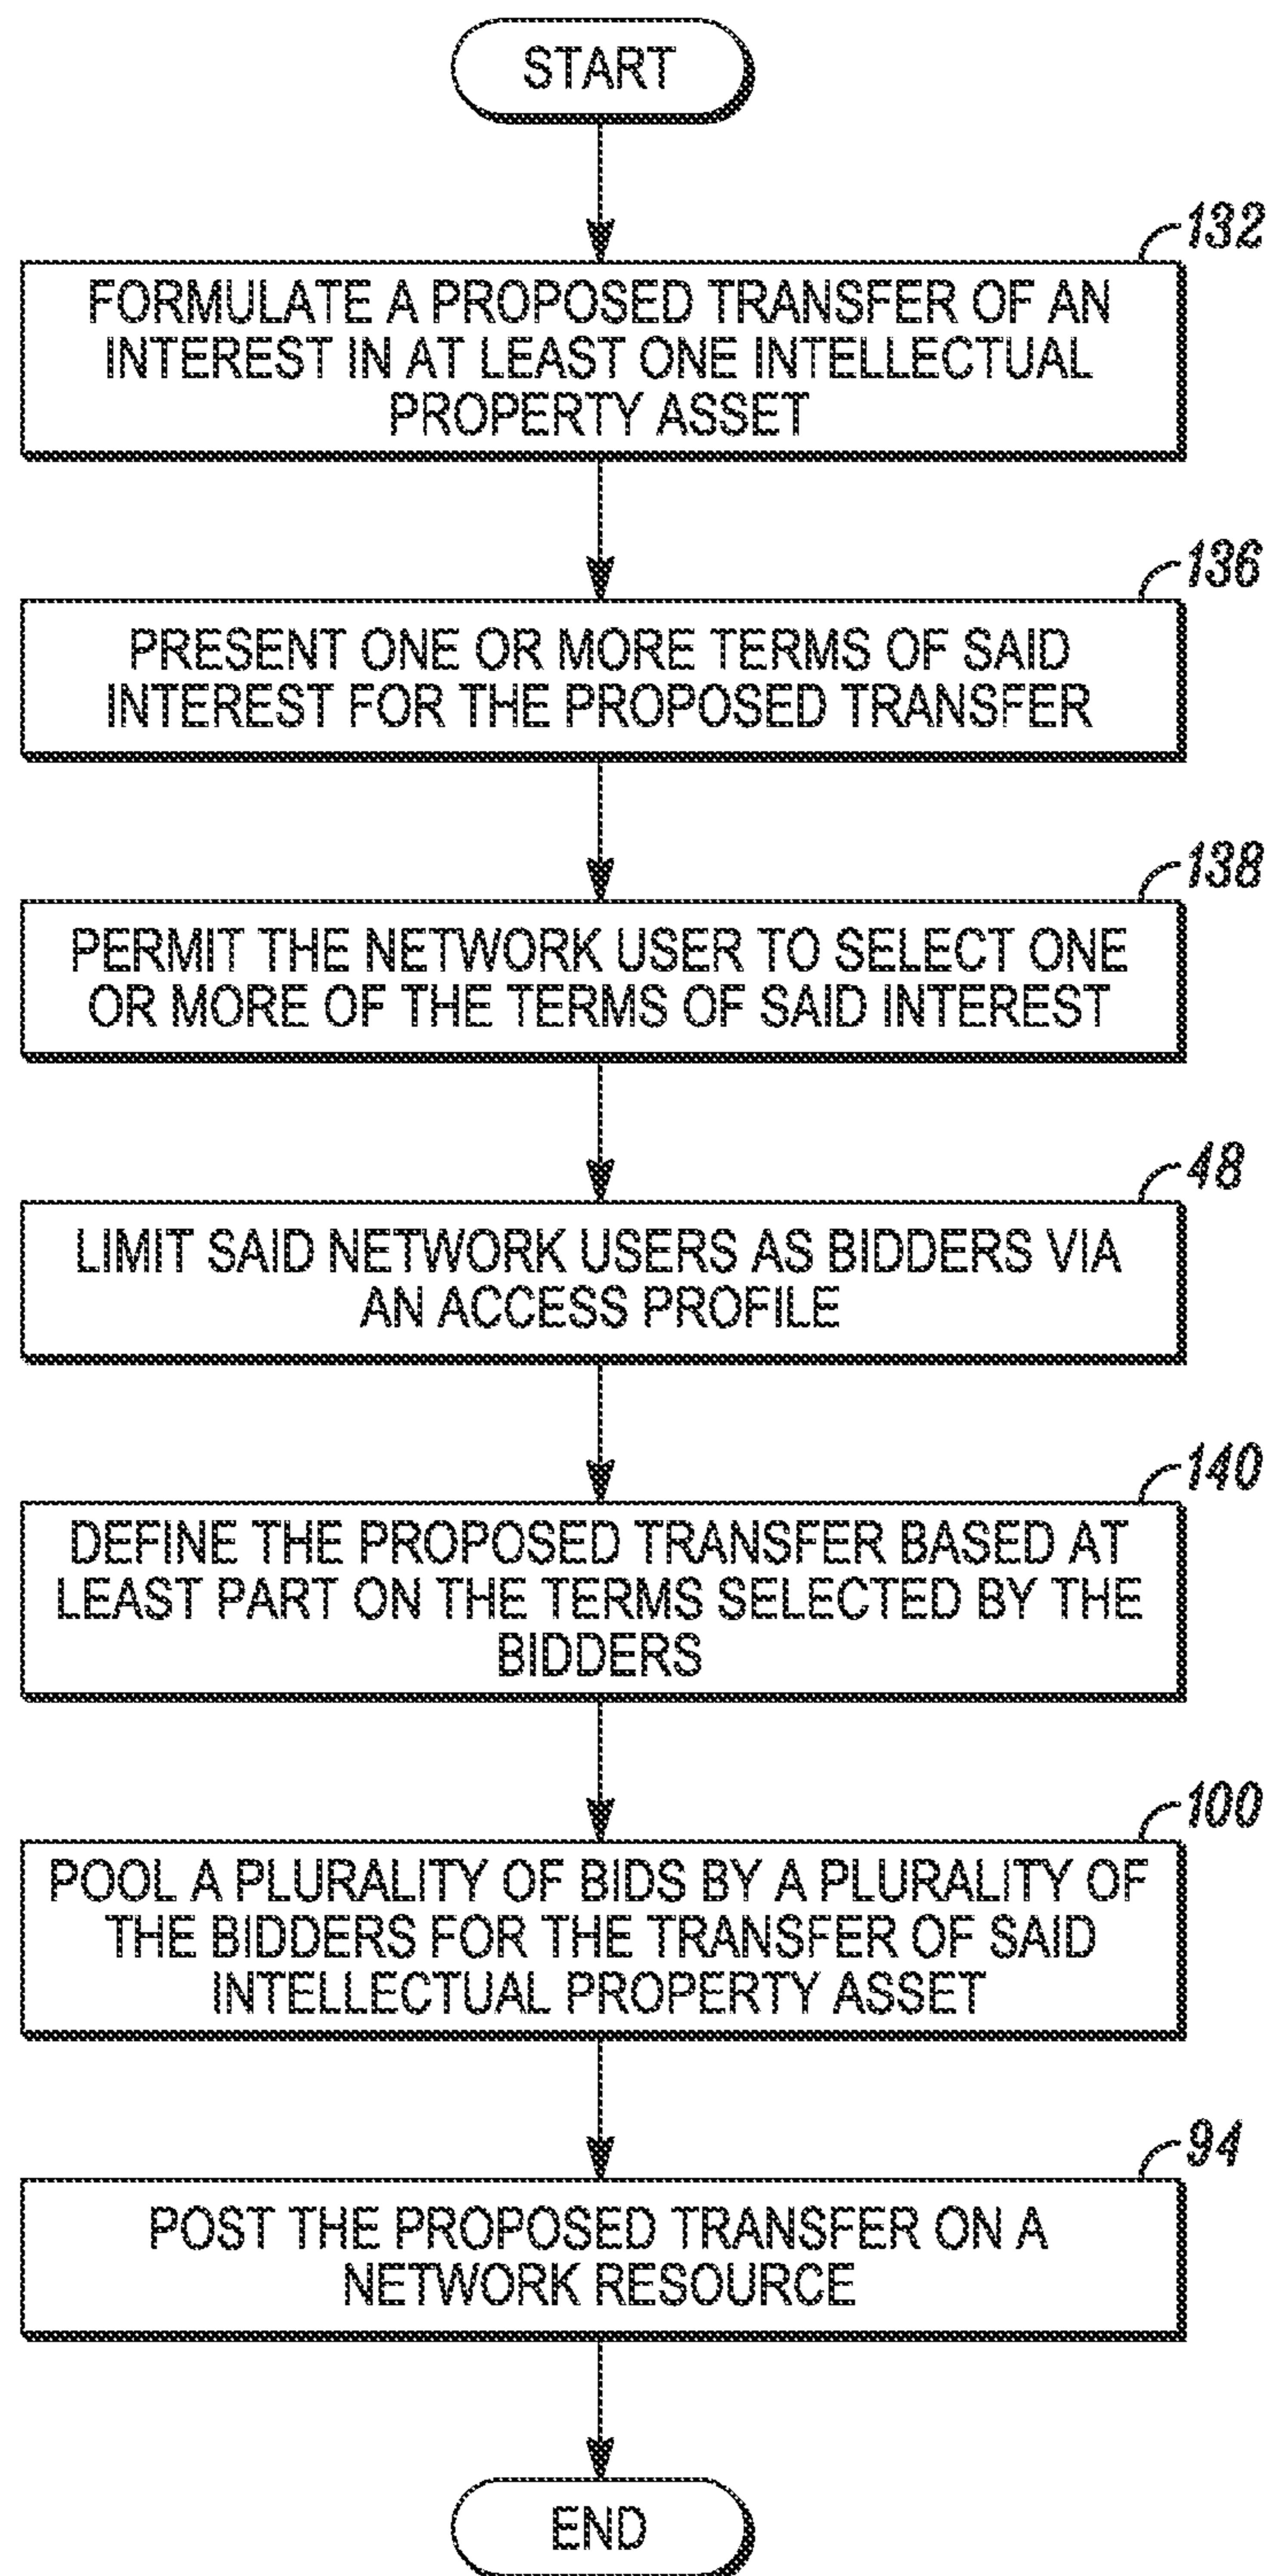 START
132
FORMULATE A PROPOSED TRANSFER OF AN
INTEREST IN AT LEAST ONE INTELLECTUAL
PROPERTY ASSET
136
PRESENT ONE OR MORE TERMS OF SAID
INTEREST FOR THE PROPOSED TRANSFER
138
PERMIT THE NETWORK USER TO SELECT ONE
OR MORE OF THE TERMS OF SAID INTEREST
48
LIMIT SAID NETWORK USERS AS BIDDERS VIA
AN ACCESS PROFILE
140
DEFINE THE PROPOSED TRANSFER BASED AT
LEAST PART ON THE TERMS SELECTED BY THE
BIDDERS
100
POOL A PLURALITY OF BIDS BY A PLURALITY OF
THE BIDDERS FOR THE TRANSFER OF SAID
INTELLECTUAL PROPERTY ASSET
94
POST THE PROPOSED TRANSFER ON A
NETWORK RESOURCE
END